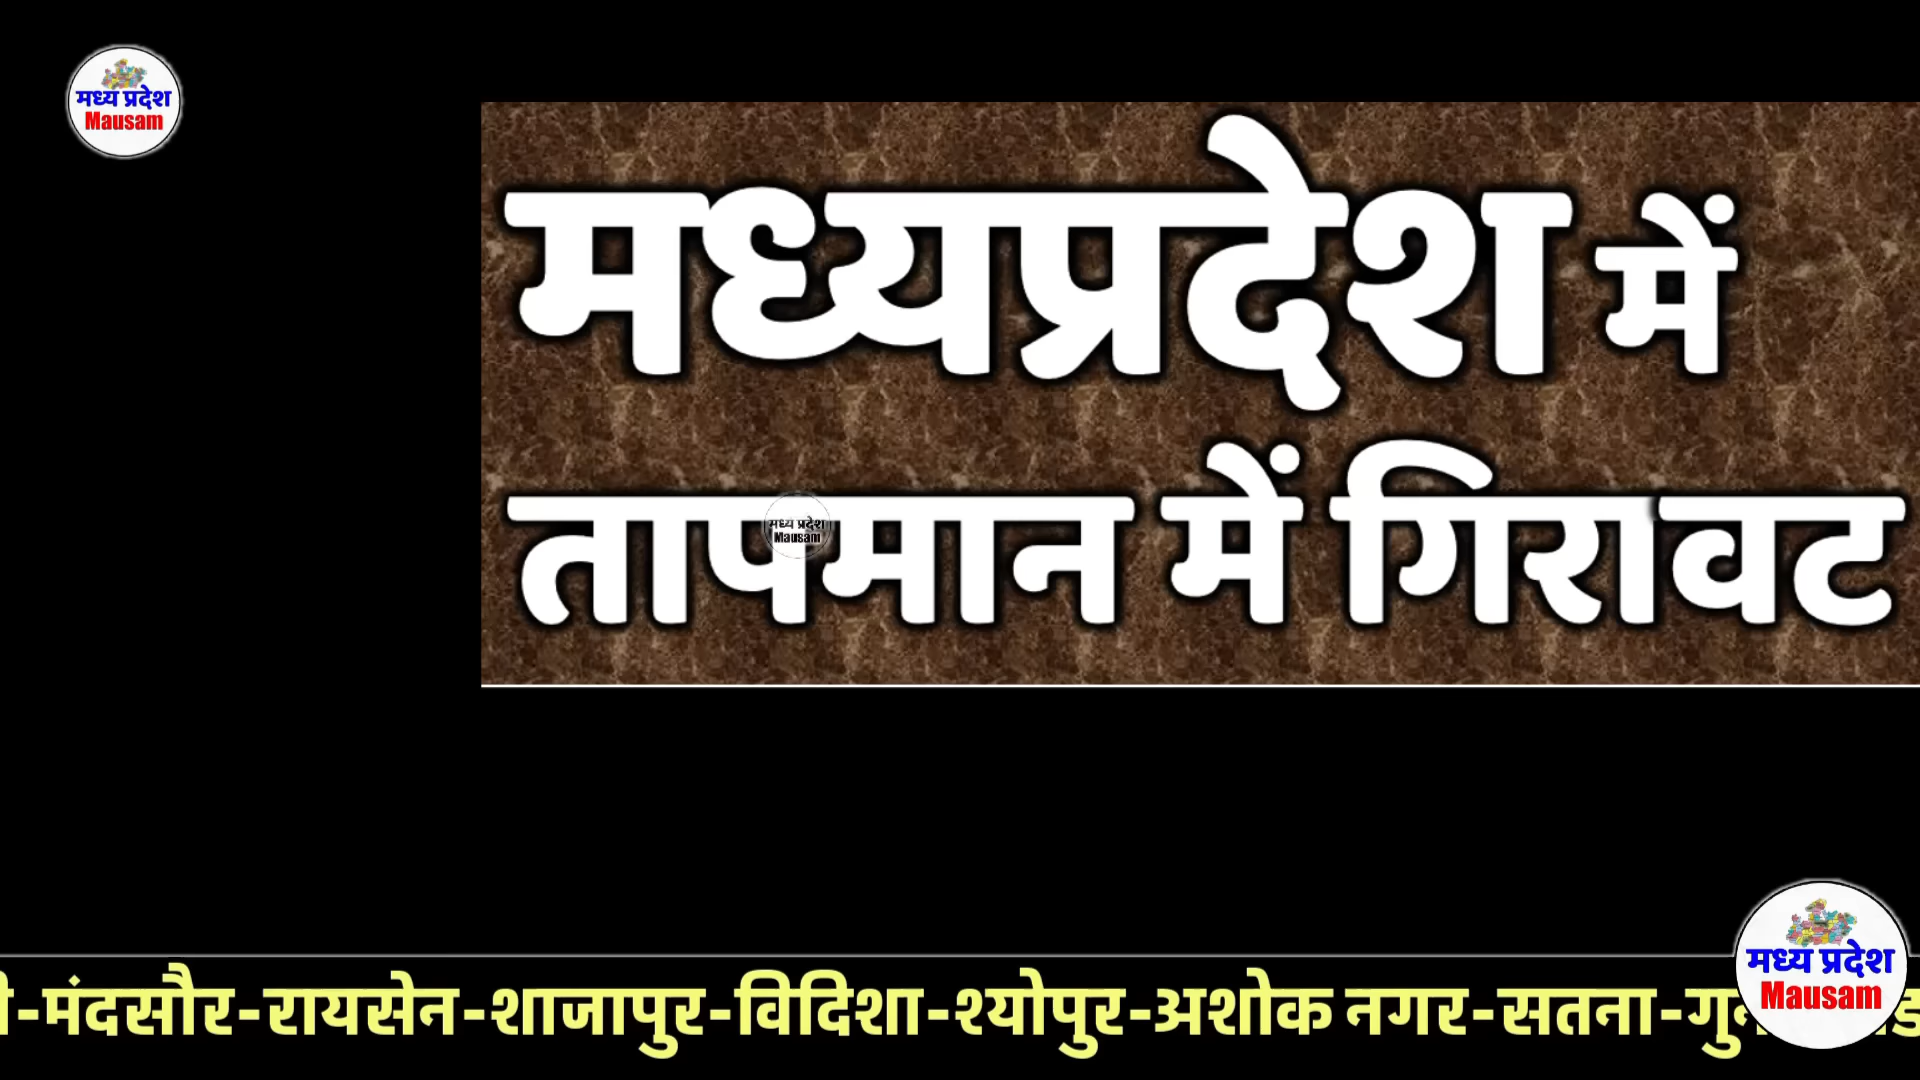 मध्य प्रदेश
Mausam
मध्यप्रदेश में
तापमान में गिरावट
मध्य प्रदेश
Mausam
मध्य प्रदेश
Mausam
-मंदसौर-रायसेन-शाजापुर-विदिशा-श्योपुर-अशोक नगर-सतना-